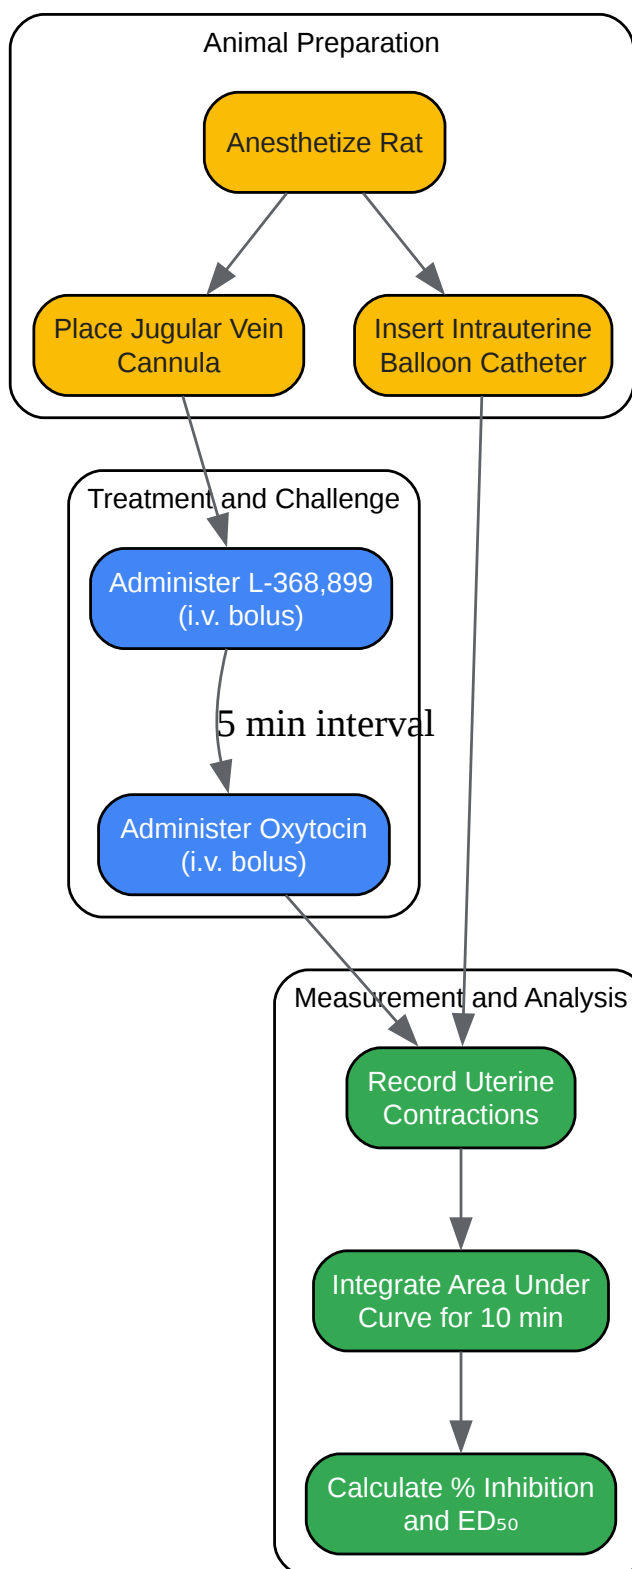 Animal Preparation
Anesthetize Rat
Place Jugular Vein
Cannula
Insert Intrauterine
Balloon Catheter
Treatment and Challenge
Administer L-368,899
(i.v. bolus)
5 min interval
Administer Oxytocin
(i.v. bolus)
Measurement and Analysis
Record Uterine
Contractions
Integrate Area Under
Curve for 10 min
Calculate % Inhibition
and ED₅₀